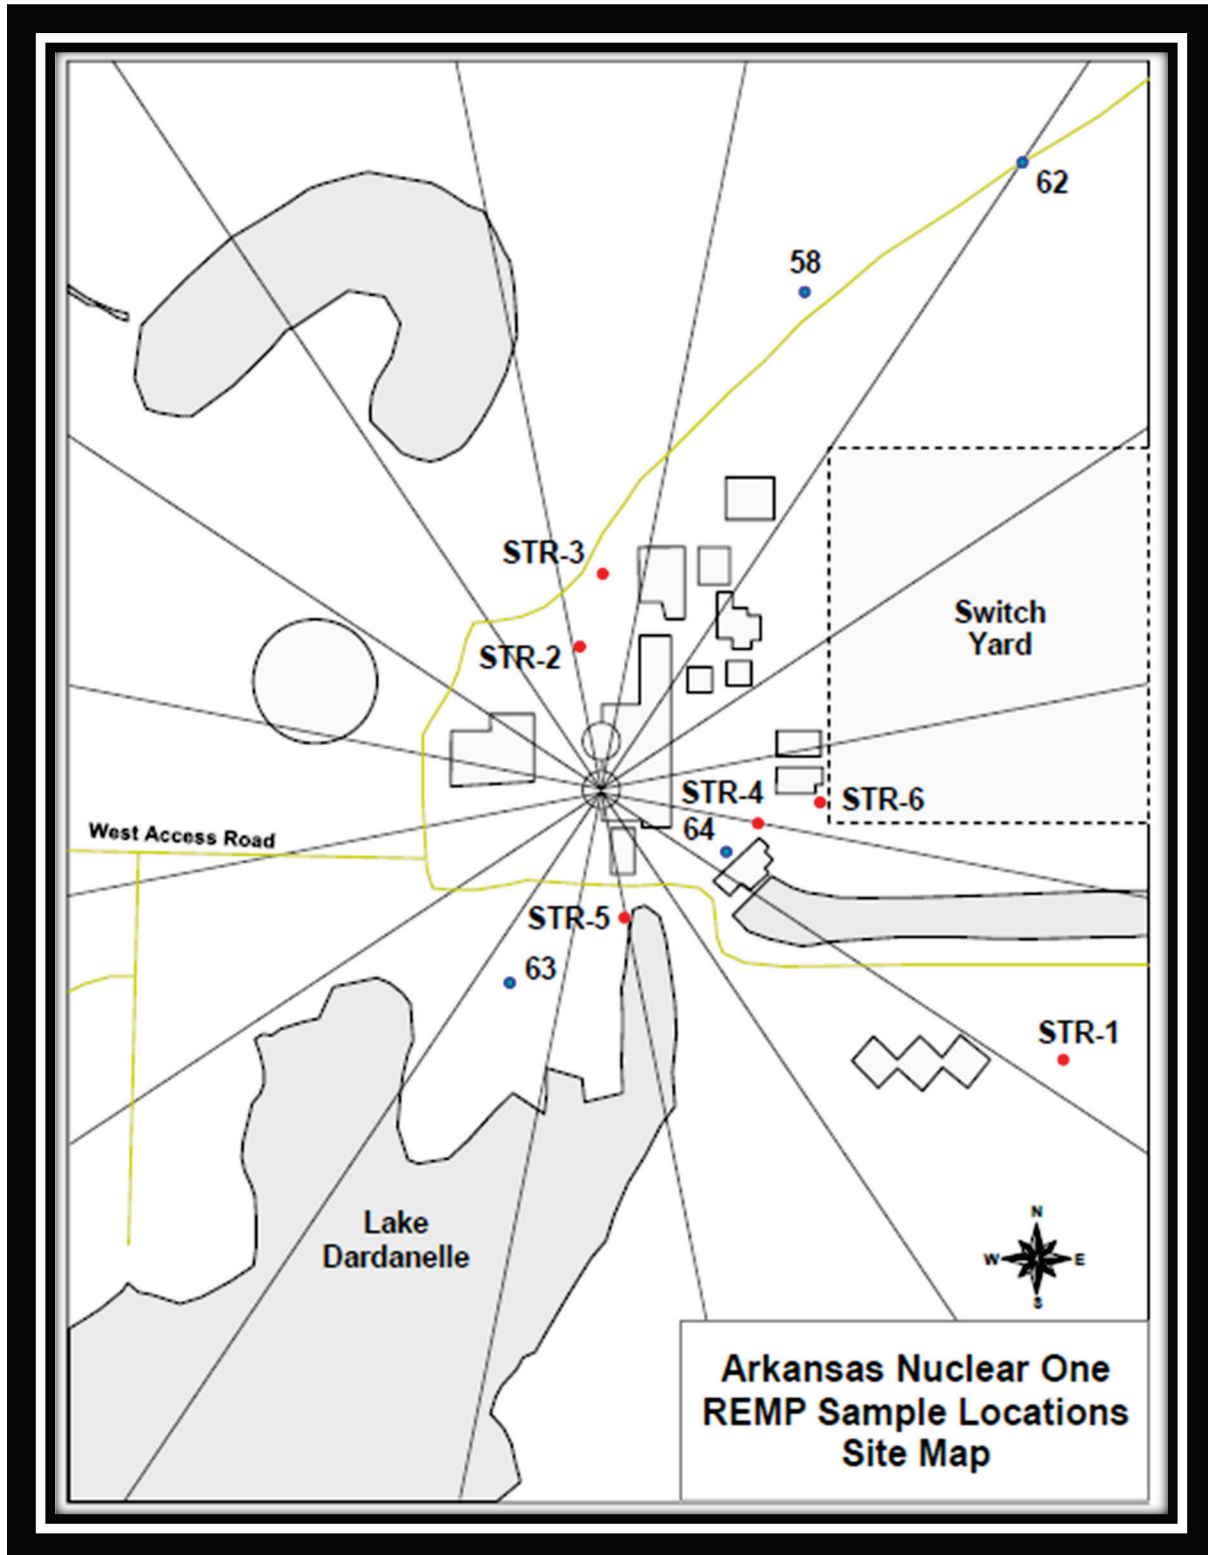 62
58
STR-3
Switch
Yard
STR-2
STR-4
STR-6
64
West Access Road
STR-5
63
STR-1
Lake
Dardanelle
N
W
E
S
Arkansas Nuclear One
REMP Sample Locations
Site Map